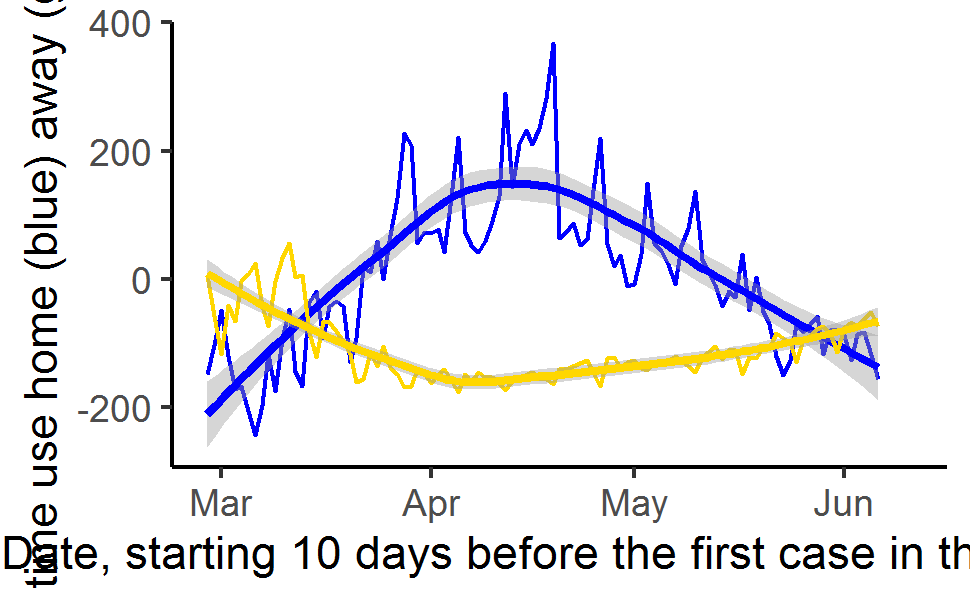 time use home (blue) away (
400
200
0
-200
Mar Apr May Jun
Date, starting 10 days before the first case in th